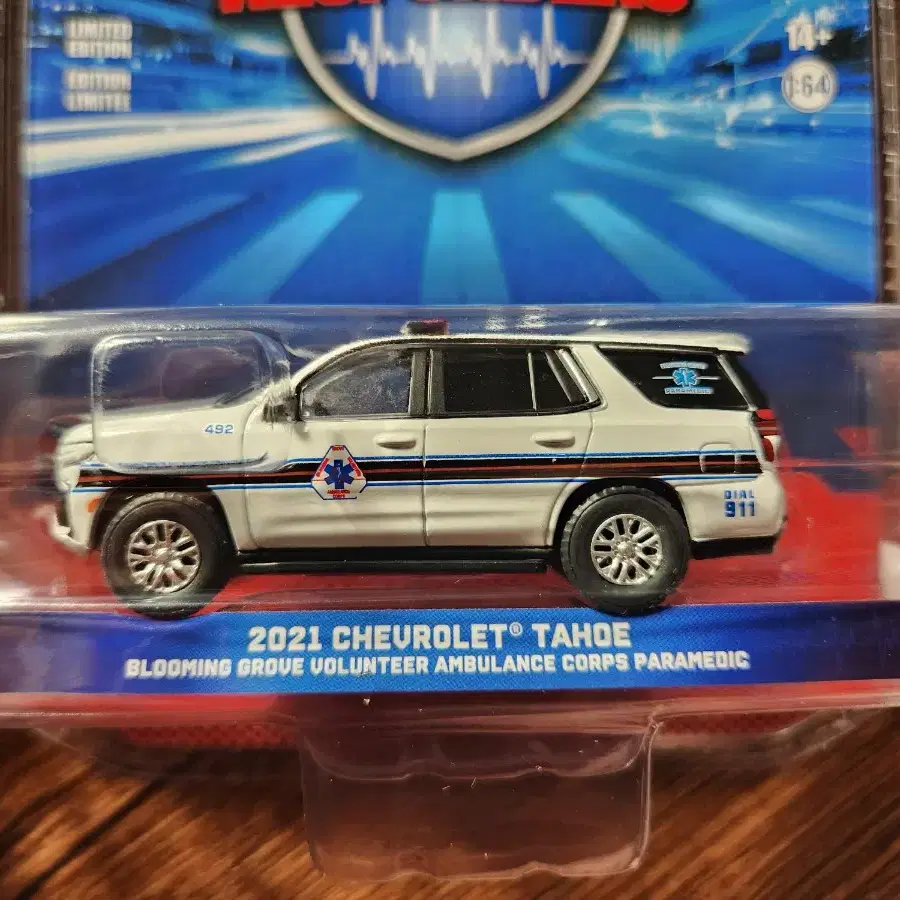 LIMITED
EDITION
EDITION
LIMITÉE
14+
1:64
492
PARAMEDIC
DIAL
911
2021 CHEVROLET® TAHOE
BLOOMING GROVE VOLUNTEER AMBULANCE CORPS PARAMEDIC